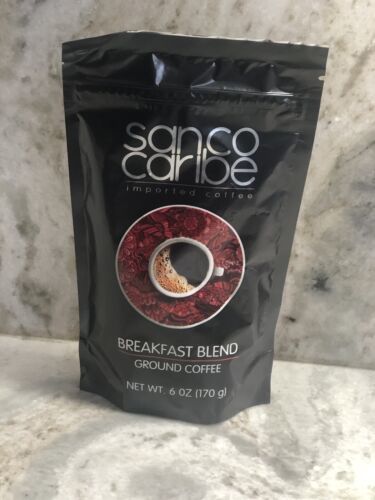 sanco
caribe
imported coffee
BREAKFAST BLEND
GROUND COFFEE
NET WT. 6 OZ (170 g)